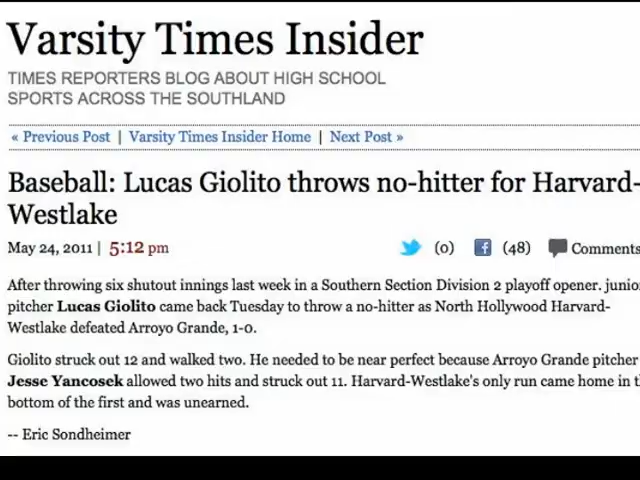 Varsity Times Insider
TIMES REPORTERS BLOG ABOUT HIGH SCHOOL
SPORTS ACROSS THE SOUTHLAND
« Previous Post | Varsity Times Insider Home | Next Post »
Baseball: Lucas Giolito throws no-hitter for Harvard-
Westlake
May 24, 2011 | 5:12 pm (0) (48) Comments
After throwing six shutout innings last week in a Southern Section Division 2 playoff opener. junio
pitcher Lucas Giolito came back Tuesday to throw a no-hitter as North Hollywood Harvard-
Westlake defeated Arroyo Grande, 1-0.
Giolito struck out 12 and walked two. He needed to be near perfect because Arroyo Grande pitcher
Jesse Yancosek allowed two hits and struck out 11. Harvard-Westlake's only run came home in th
bottom of the first and was unearned.
-- Eric Sondheimer